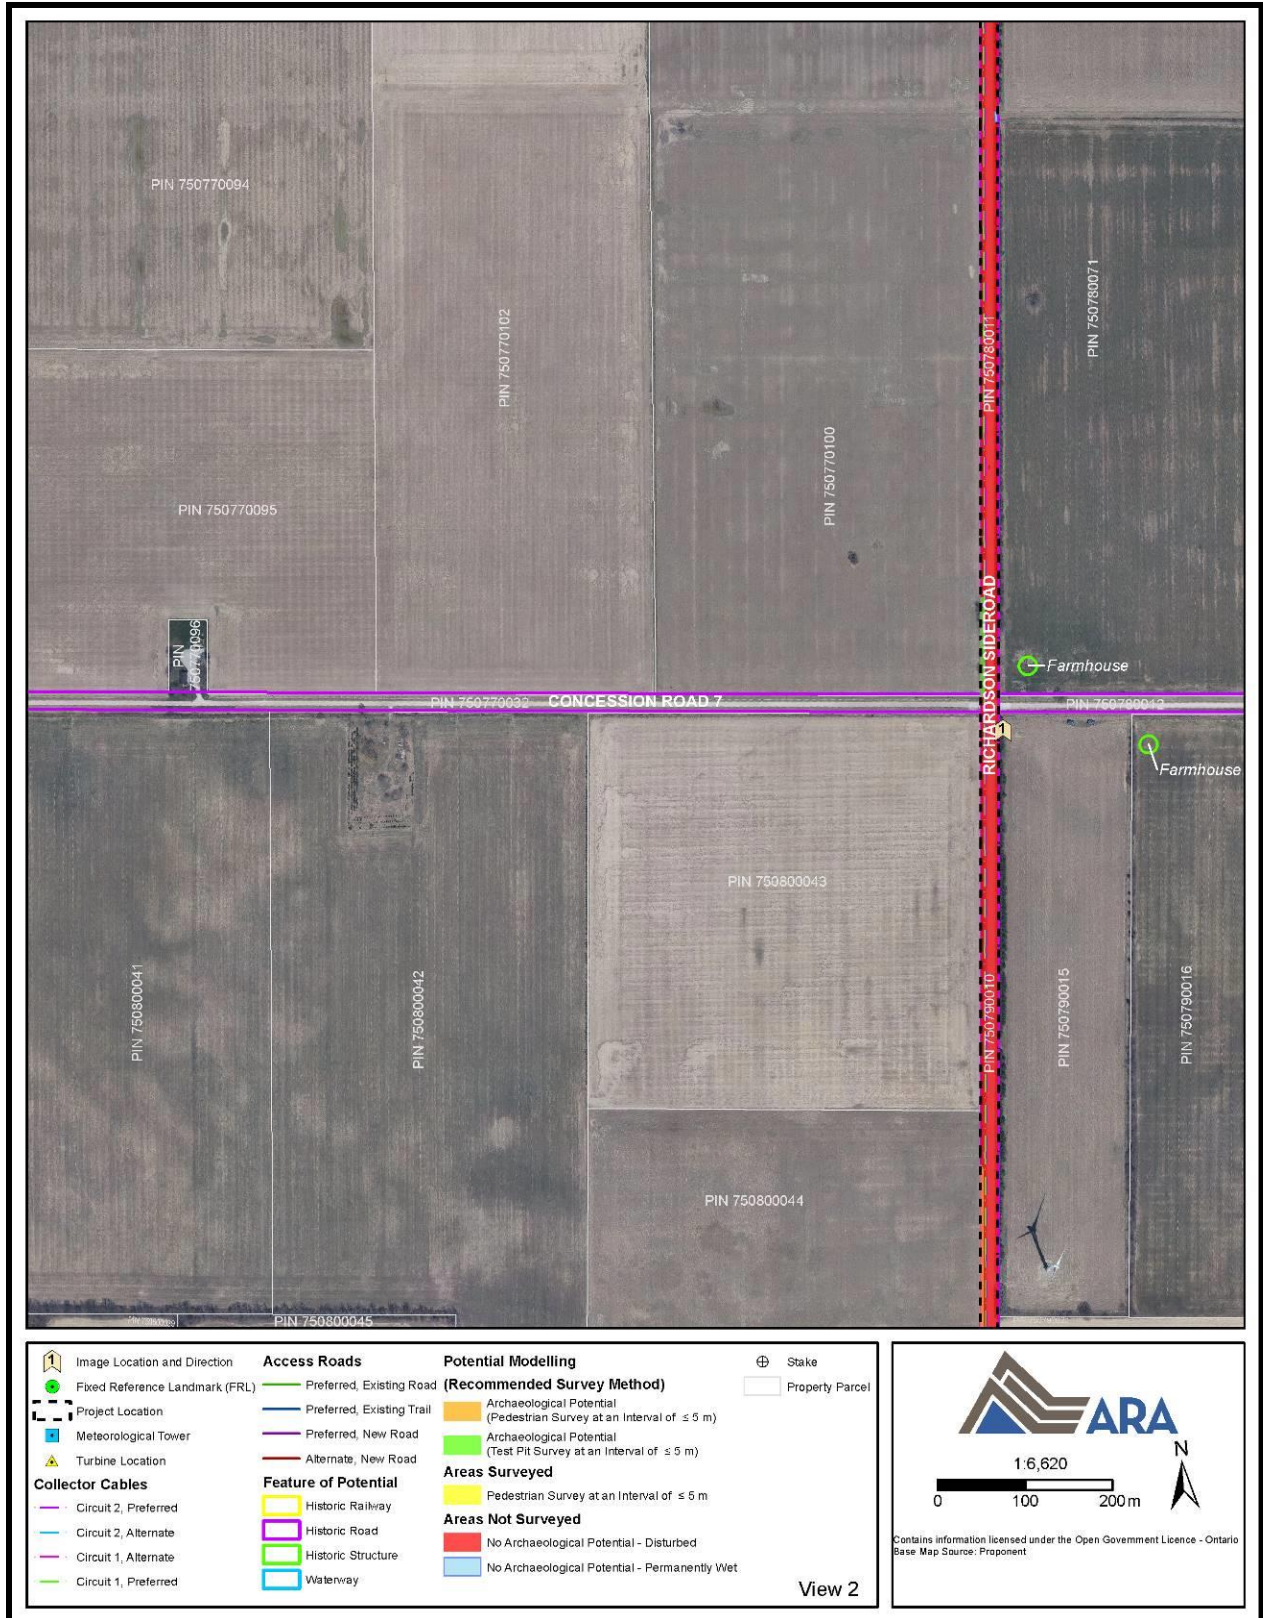 PIN 750770094
PIN 750780071
PIN 750770102
PIN 750780011
PIN 750770100
PIN 750770095
RICHARDSON SIDEROAD
PIN
750770096
Farmhouse
PIN 750770032
CONCESSION ROAD 7
PIN 750780012
1
Farmhouse
PIN 750800043
PIN 750800041
PIN 750800042
PIN 750790010
PIN 750790015
PIN 750790016
PIN 750800044
PIN 750800045
1 Image Location and Direction
Fixed Reference Landmark (FRL)
Project Location
Meteorological Tower
Turbine Location
Collector Cables
Circuit 2, Preferred
Circuit 2, Alternate
Circuit 1, Alternate
Circuit 1, Preferred
Access Roads
Preferred, Existing Road
Preferred, Existing Trail
Preferred, New Road
Alternate, New Road
Feature of Potential
Historic Railway
Historic Road
Historic Structure
Waterway
Potential Modelling
(Recommended Survey Method)
Archaeological Potential
(Pedestrian Survey at an Interval of ≤ 5 m)
Archaeological Potential
(Test Pit Survey at an Interval of ≤ 5 m)
Areas Surveyed
Pedestrian Survey at an Interval of ≤ 5 m
Areas Not Surveyed
No Archaeological Potential - Disturbed
No Archaeological Potential - Permanently Wet
Stake
Property Parcel
View 2
ARA
N
1:6,620
0 100 200 m
Contains information licensed under the Open Government Licence - Ontario
Base Map Source: Proponent